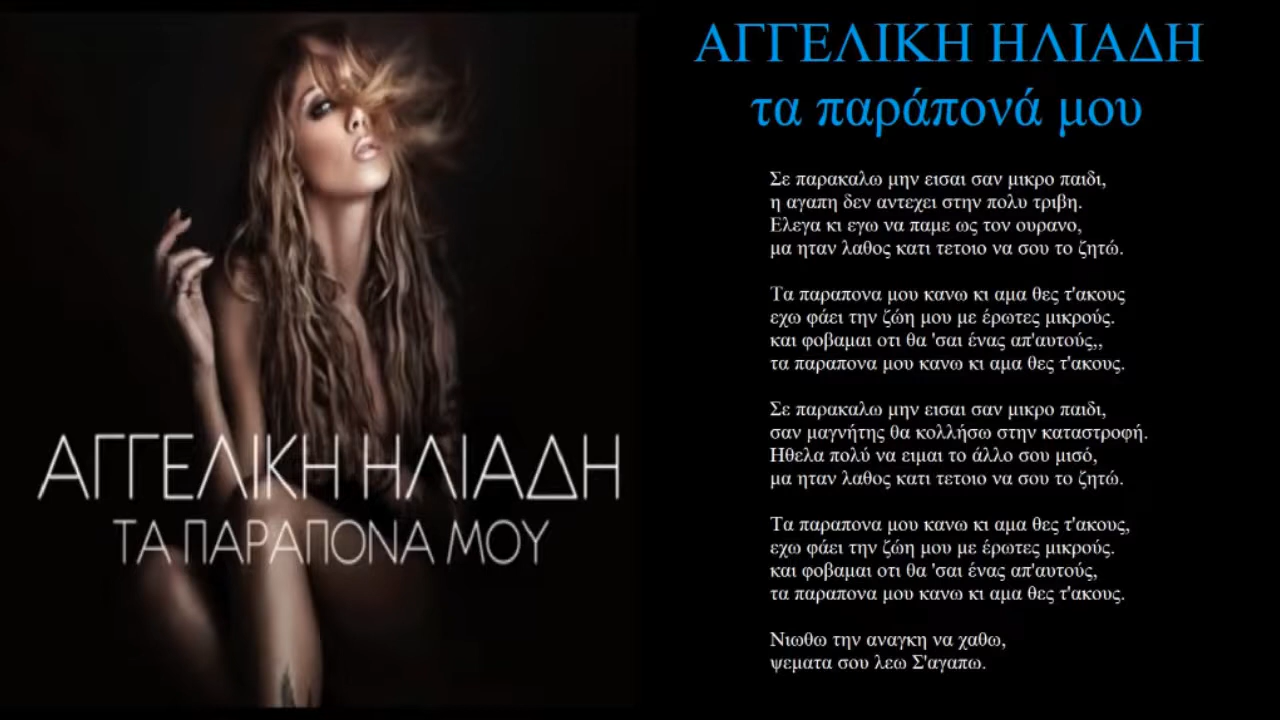 ΑΓΓΕΛΙΚΗ ΗΛΙΑΔΗ
ΤΑ ΠΑΡΑΠΟΝΑ ΜΟΥ
ΑΓΓΕΛΙΚΗ ΗΛΙΑΔΗ
τα παράπονά μου
Σε παρακαλω μην εισαι σαν μικρο παιδι,
η αγαπη δεν αντεχει στην πολυ τριβη.
Ελεγα κι εγω να παμε ως τον ουρανο,
μα ηταν λαθος κατι τετοιο να σου το ζητώ.
Τα παραπονα μου κανω κι αμα θες τ'ακους
εχω φάει την ζώη μου με έρωτες μικρούς.
και φοβαμαι οτι θα 'σαι ένας απ'αυτούς,,
τα παραπονα μου κανω κι αμα θες τ'ακους.
Σε παρακαλω μην εισαι σαν μικρο παιδι,
σαν μαγνήτης θα κολλήσω στην καταστροφή.
Ηθελα πολύ να ειμαι το άλλο σου μισό,
μα ηταν λαθος κατι τετοιο να σου το ζητώ.
Τα παραπονα μου κανω κι αμα θες τ'ακους,
εχω φάει την ζώη μου με έρωτες μικρούς.
και φοβαμαι οτι θα 'σαι ένας απ'αυτούς,
τα παραπονα μου κανω κι αμα θες τ'ακους.
Νιωθω την αναγκη να χαθω,
ψεματα σου λεω Σ'αγαπω.